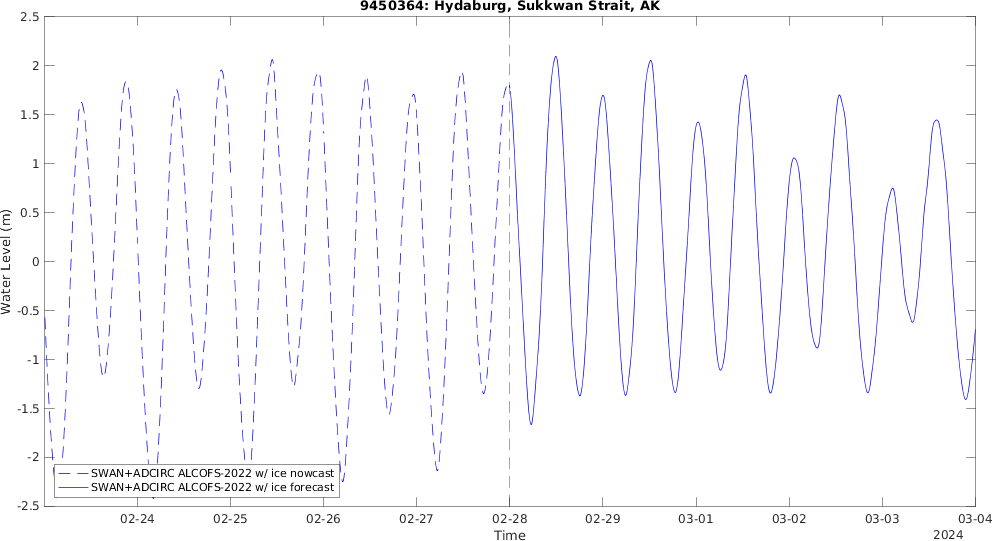 9450364: Hydaburg, Sukkwan Strait, AK
2.5
2
1.5
1
0.5
0
-0.5
-1
-1.5
-2
-2.5
Water Level (m)
SWAN+ADCIRC ALCOFS-2022 w/ ice nowcast
SWAN+ADCIRC ALCOFS-2022 w/ ice forecast
02-24 02-25 02-26 02-27 02-28 02-29 03-01 03-02 03-03 03-04
Time
2024